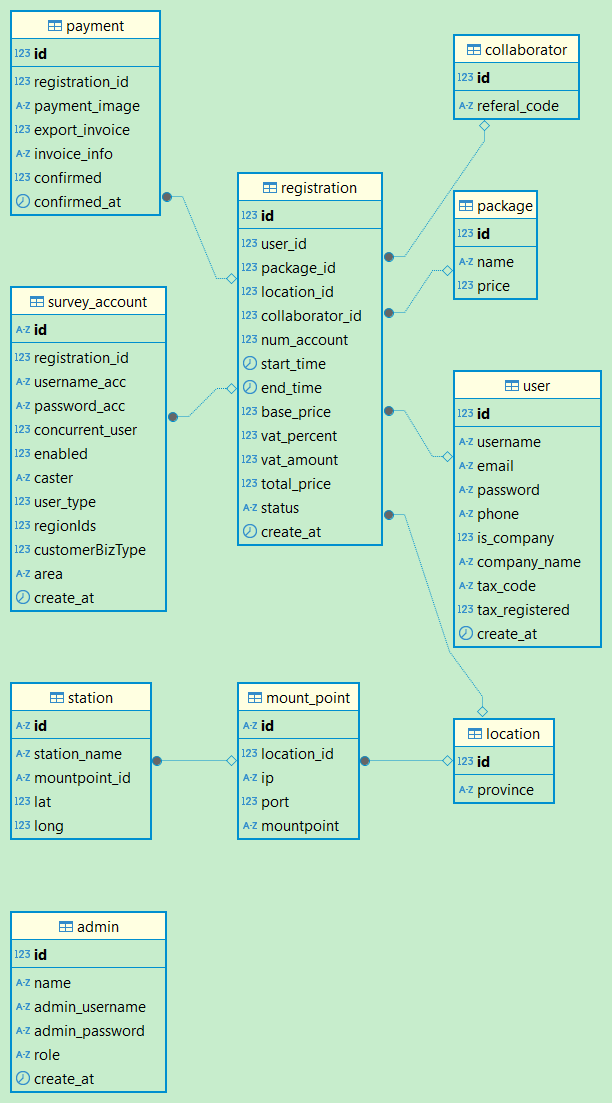 payment
123 id
123 registration_id
A-Z payment_image
123 export_invoice
A-Z invoice_info
123 confirmed
confirmed_at
collaborator
123 id
A-Z referal_code
registration
123 id
123 user_id
123 package_id
123 location_id
123 collaborator_id
123 num_account
start_time
end_time
123 base_price
123 vat_percent
123 vat_amount
123 total_price
A-Z status
create_at
package
123 id
A-Z name
123 price
survey_account
A-Z id
123 registration_id
A-Z username_acc
A-Z password_acc
123 concurrent_user
123 enabled
A-Z caster
123 user_type
123 regionIds
123 customerBizType
A-Z area
create_at
user
123 id
A-Z username
A-Z email
A-Z password
A-Z phone
123 is_company
A-Z company_name
A-Z tax_code
123 tax_registered
create_at
station
A-Z id
A-Z station_name
A-Z mountpoint_id
123 lat
123 long
mount_point
A-Z id
123 location_id
A-Z ip
123 port
A-Z mountpoint
location
123 id
A-Z province
admin
123 id
A-Z name
A-Z admin_username
A-Z admin_password
A-Z role
create_at